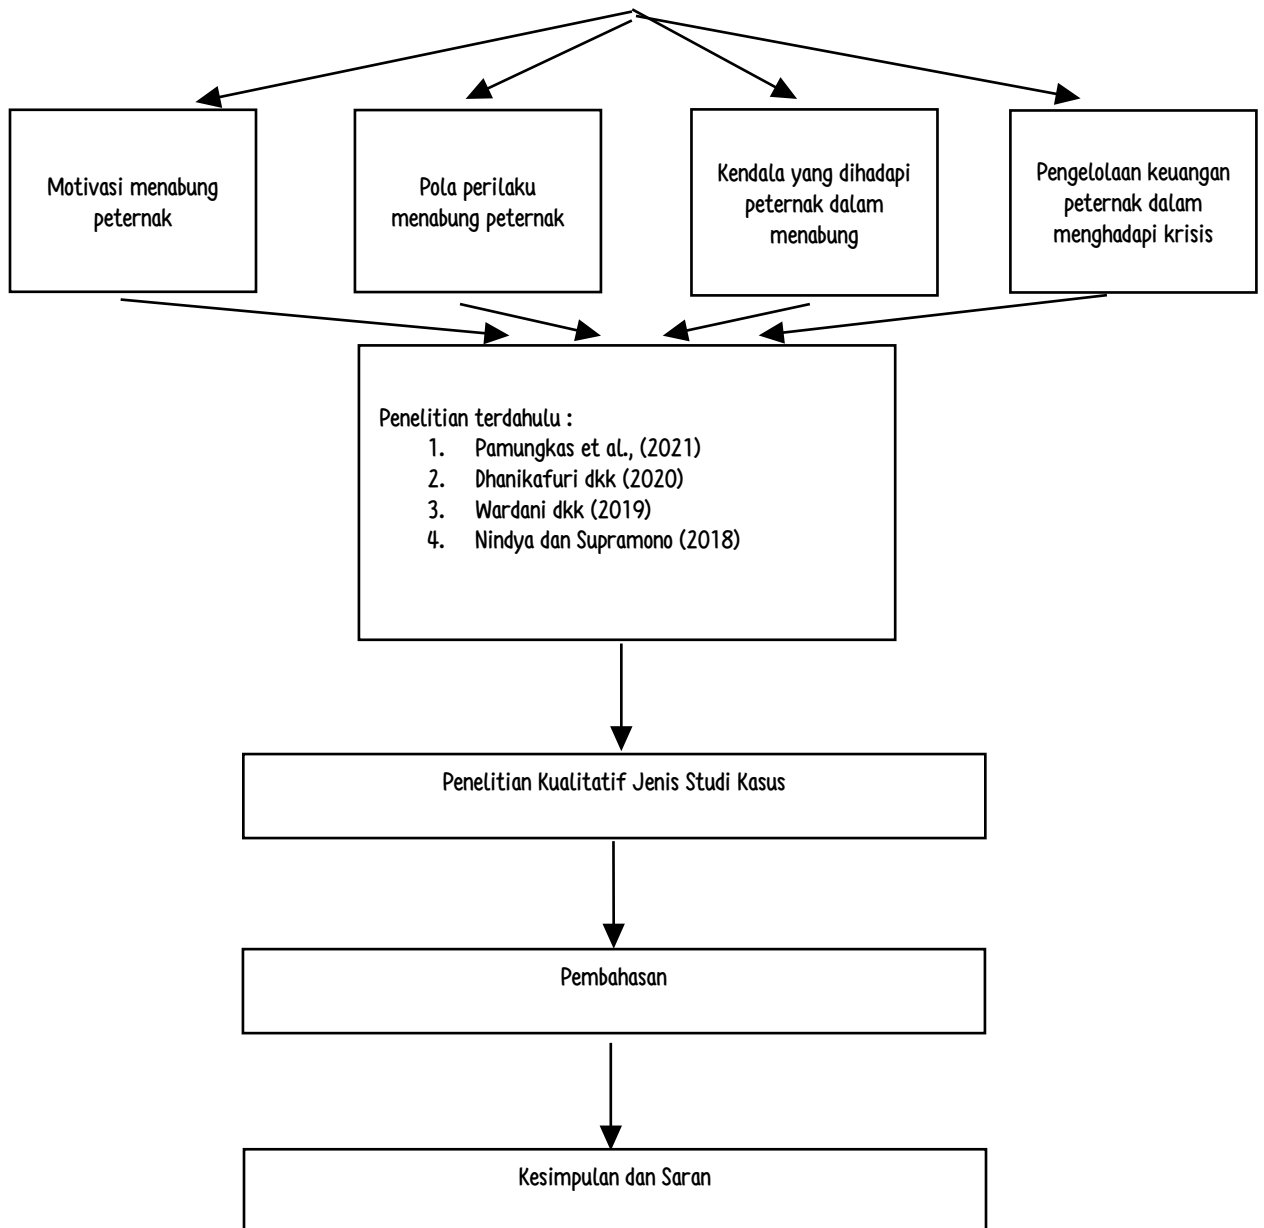 Motivasi menabung
peternak
Pola perilaku
menabung peternak
Kendala yang dihadapi
peternak dalam
menabung
Pengelolaan keuangan
peternak dalam
menghadapi krisis
Penelitian terdahulu :
1. Pamungkas et al., (2021)
2. Dhanikafuri dkk (2020)
3. Wardani dkk (2019)
4. Nindya dan Supramono (2018)
Penelitian Kualitatif Jenis Studi Kasus
Pembahasan
Kesimpulan dan Saran